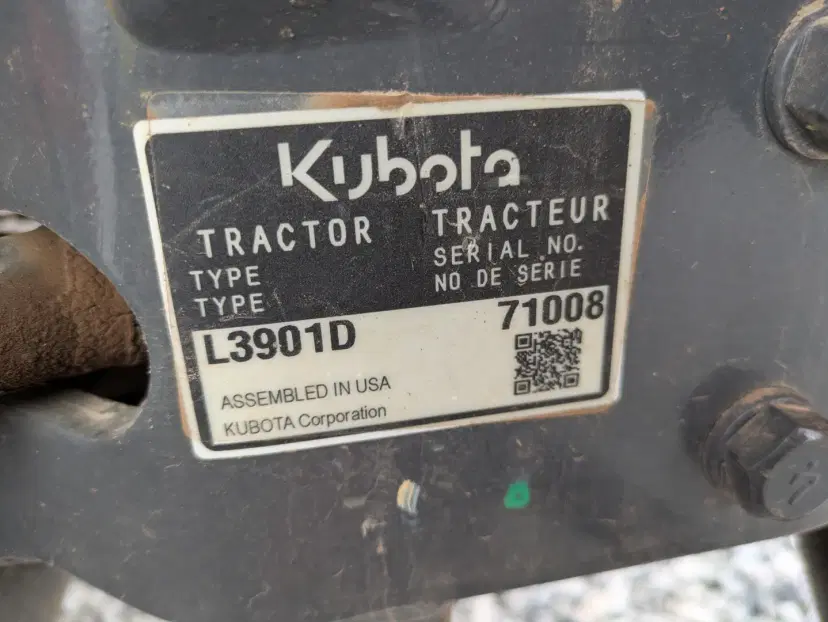 Kubota
TRACTOR TRACTEUR
TYPE SERIAL NO.
TYPE NO DE SERIE
L3901D 71008
ASSEMBLED IN USA
KUBOTA Corporation